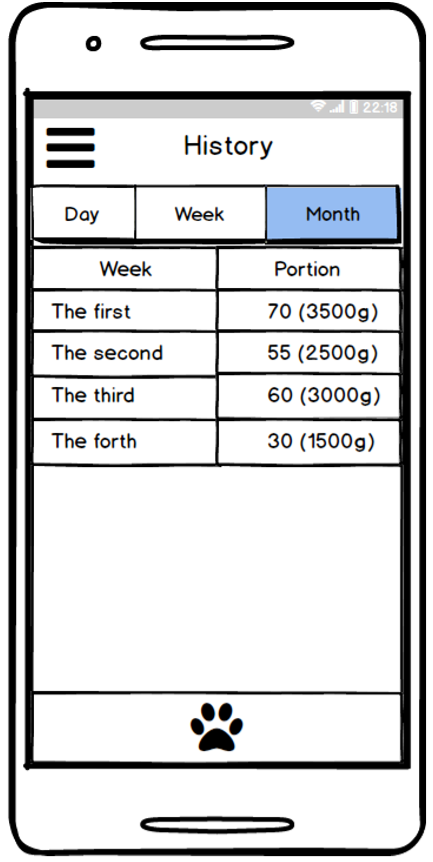 22:18
History
Day Week Month
Week Portion
The first 70 (3500g)
The second 55 (2500g)
The third 60 (3000g)
The forth 30 (1500g)